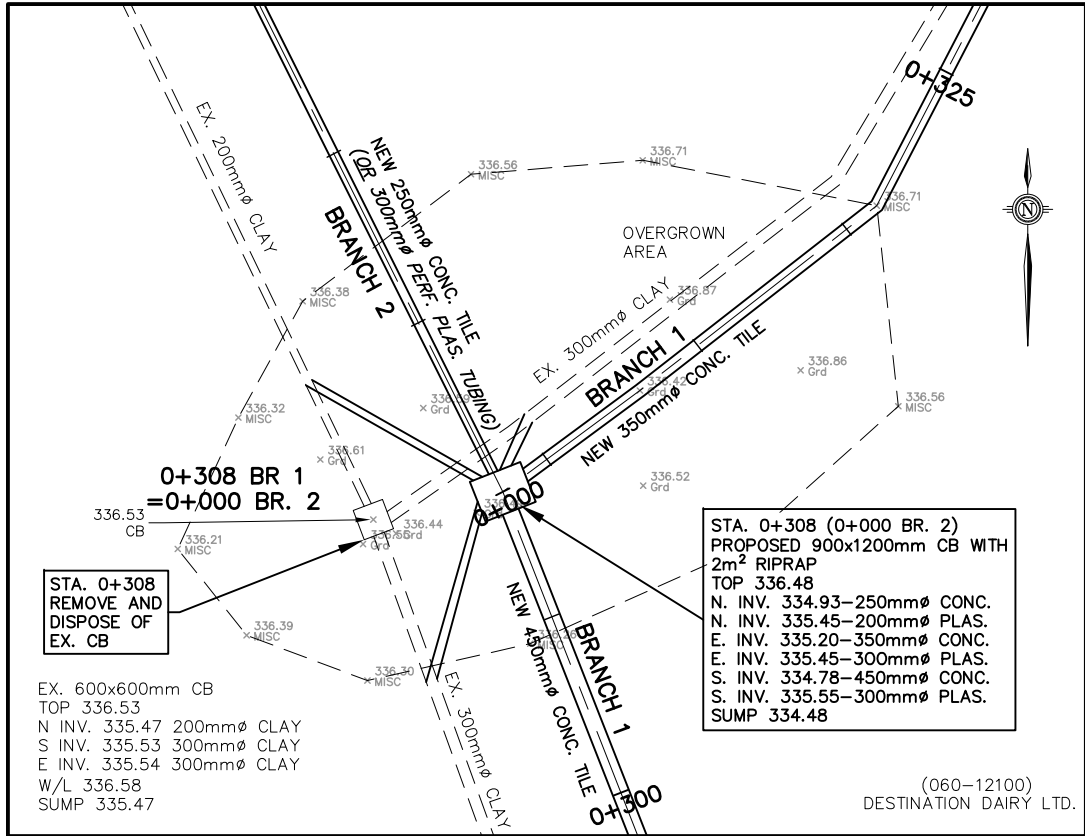 0+325
EX. 200mmø CLAY
NEW 250mmø CONC. TILE
(OR 300mmø PERF. PLAS. TUBING)
BRANCH 2
336.56
MISC
336.71
MISC
336.71
MISC
N
OVERGROWN
AREA
336.38
MISC
336.87
Grd
EX. 300mmø CLAY
BRANCH 1
NEW 350mmø CONC. TILE
336.42
Grd
336.86
Grd
336.56
MISC
336.32
MISC
Grd
336.61
Grd
0+308 BR 1
=0+000 BR. 2
336.53
CB
336.52
Grd
0+000
336.44
Grd
Grd
336.21
MISC
STA. 0+308
REMOVE AND
DISPOSE OF
EX. CB
STA. 0+308 (0+000 BR. 2)
PROPOSED 900x1200mm CB WITH
2m² RIPRAP
TOP 336.48
N. INV. 334.93-250mmø CONC.
N. INV. 335.45-200mmø PLAS.
E. INV. 335.20-350mmø CONC.
E. INV. 335.45-300mmø PLAS.
S. INV. 334.78-450mmø CONC.
S. INV. 335.55-300mmø PLAS.
SUMP 334.48
336.39
MISC
336.30
MISC
MISC
NEW 450mmø CONC. TILE
BRANCH 1
EX. 300mmø CLAY
0+300
EX. 600x600mm CB
TOP 336.53
N INV. 335.47 200mmø CLAY
S INV. 335.53 300mmø CLAY
E INV. 335.54 300mmø CLAY
W/L 336.58
SUMP 335.47
(060-12100)
DESTINATION DAIRY LTD.